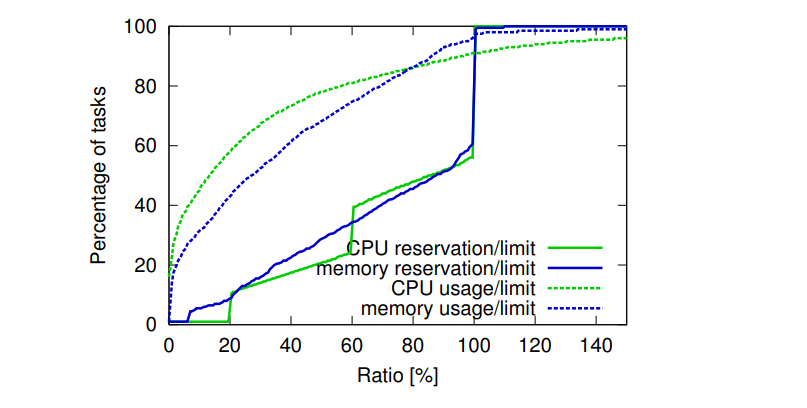 100
80
60
40
20
0
Percentage of tasks
CPU reservation/limit
memory reservation/limit
CPU usage/limit
memory usage/limit
0 20 40 60 80 100 120 140
Ratio [%]